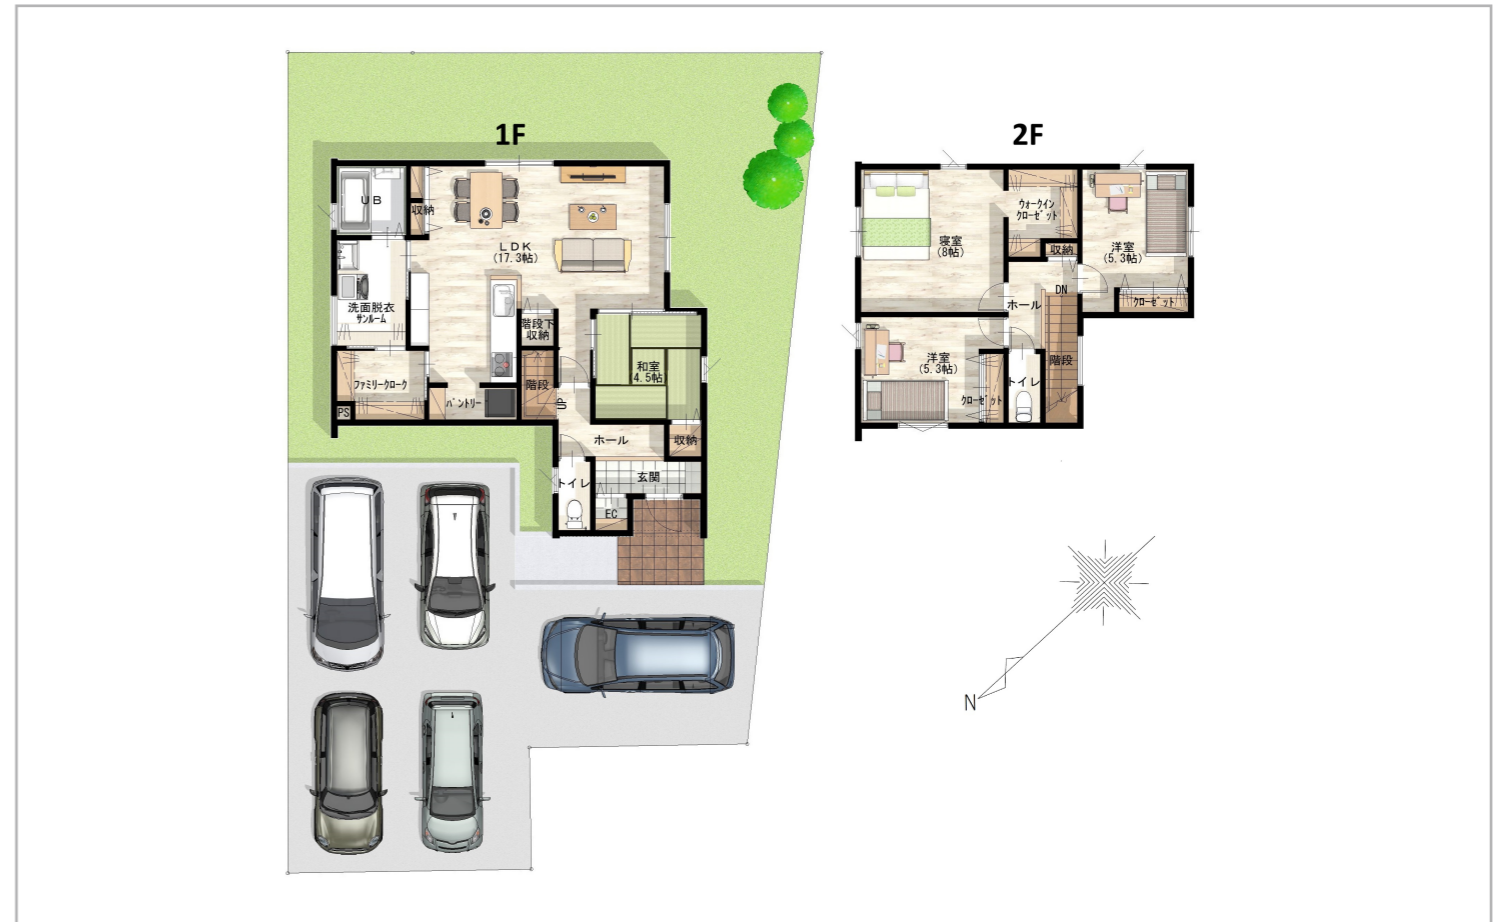 1F
UB
収納
LDK
(17.3帖)
洗面脱衣
サンルーム
階段下
収納
和室
4.5帖
ファミリークローク
階段
UP
PS
パントリー
ホール
収納
トイレ
玄関
EC
2F
ウォークイン
クローゼット
寝室
(8帖)
収納
洋室
(5.3帖)
DN
ホール
クローゼット
洋室
(5.3帖)
階段
トイレ
クローゼット
N